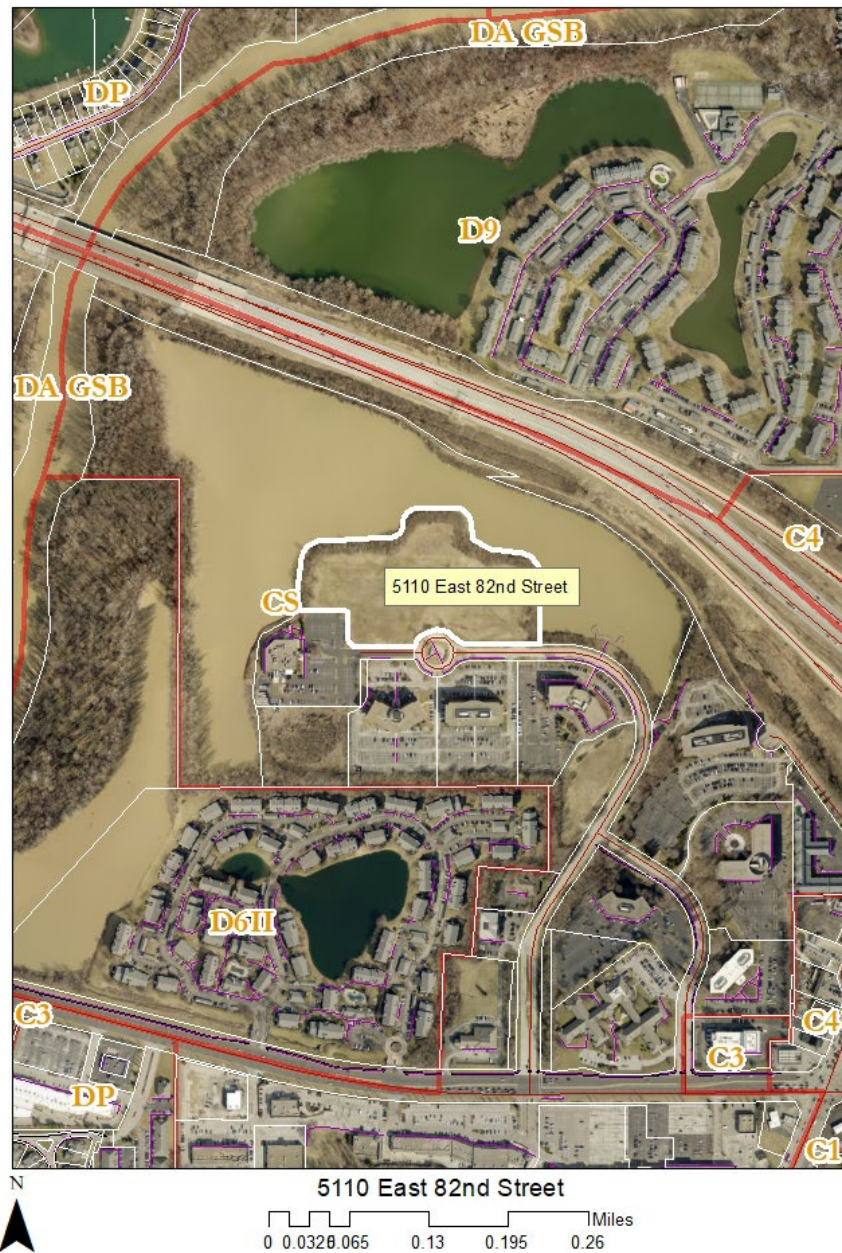 DA GSB
DP
D9
DA GSB
C4
5110 East 82nd Street
CS
D6II
C3
C4
C3
DP
C1
N
5110 East 82nd Street
Miles
0 0.0325 0.065 0.13 0.195 0.26